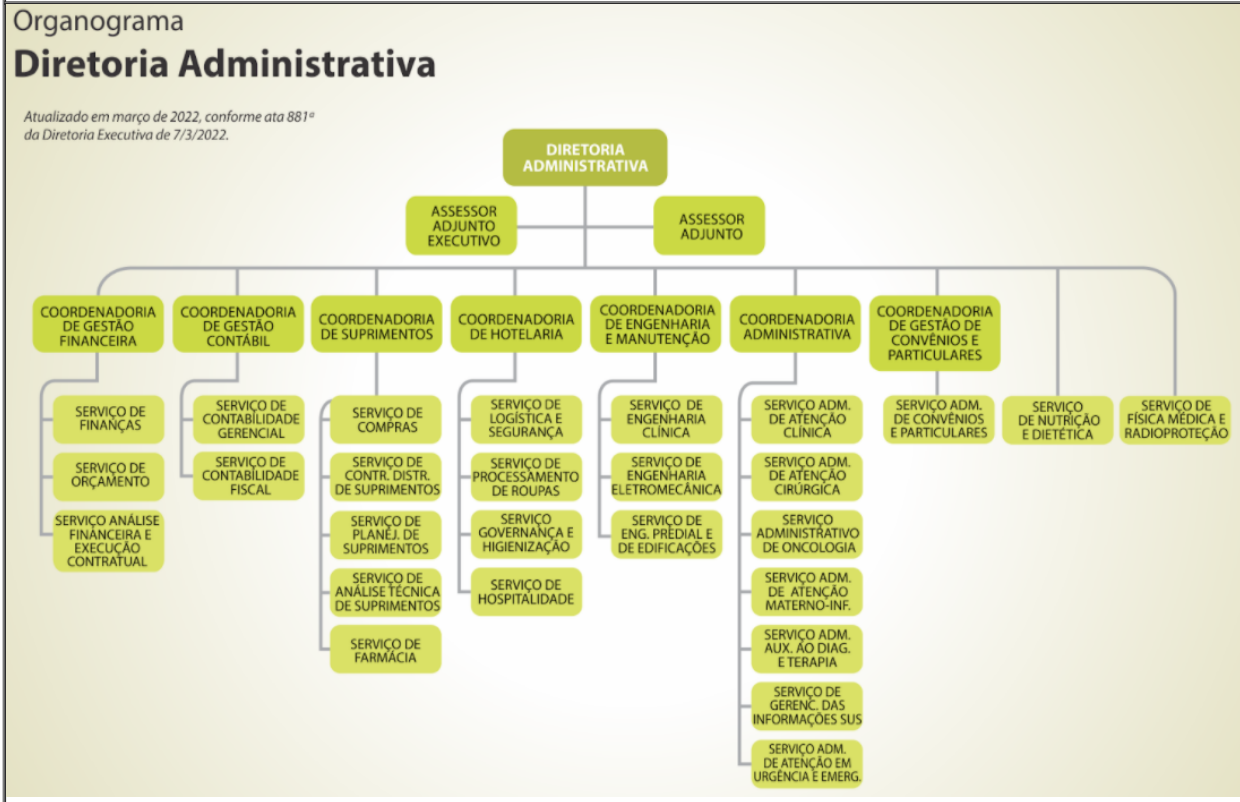 Organograma
Diretoria Administrativa
Atualizado em março de 2022, conforme ata 881ª
da Diretoria Executiva de 7/3/2022.
DIRETORIA
ADMINISTRATIVA
ASSESSOR
ADJUNTO
EXECUTIVO
ASSESSOR
ADJUNTO
COORDENADORIA
DE GESTÃO
FINANCEIRA
COORDENADORIA
DE GESTÃO
CONTÁBIL
COORDENADORIA
DE SUPRIMENTOS
COORDENADORIA
DE HOTELARIA
COORDENADORIA
DE ENGENHARIA
E MANUTENÇÃO
COORDENADORIA
ADMINISTRATIVA
COORDENADORIA
DE GESTÃO DE
CONVÊNIOS E
PARTICULARES
SERVIÇO DE
FINANÇAS
SERVIÇO DE
ORÇAMENTO
SERVIÇO ANÁLISE
FINANCEIRA E
EXECUÇÃO
CONTRATUAL
SERVIÇO DE
CONTABILIDADE
GERENCIAL
SERVIÇO DE
CONTABILIDADE
FISCAL
SERVIÇO DE
COMPRAS
SERVIÇO DE
CONTR. DISTR.
DE SUPRIMENTOS
SERVIÇO DE
PLANEJ. DE
SUPRIMENTOS
SERVIÇO DE
ANÁLISE TÉCNICA
DE SUPRIMENTOS
SERVIÇO DE
FARMÁCIA
SERVIÇO DE
LOGÍSTICA E
SEGURANÇA
SERVIÇO DE
PROCESSAMENTO
DE ROUPAS
SERVIÇO
GOVERNANÇA E
HIGIENIZAÇÃO
SERVIÇO DE
HOSPITALIDADE
SERVIÇO DE
ENGENHARIA
CLÍNICA
SERVIÇO DE
ENGENHARIA
ELETROMECÂNICA
SERVIÇO DE
ENG. PREDIAL E
DE EDIFICAÇÕES
SERVIÇO ADM.
DE ATENÇÃO
CLÍNICA
SERVIÇO ADM.
DE ATENÇÃO
CIRÚRGICA
SERVIÇO
ADMINISTRATIVO
DE ONCOLOGIA
SERVIÇO ADM.
DE ATENÇÃO
MATERNO-INF.
SERVIÇO ADM.
AUX. AO DIAG.
E TERAPIA
SERVIÇO DE
GERENC. DAS
INFORMAÇÕES SUS
SERVIÇO ADM.
DE ATENÇÃO EM
URGÊNCIA E EMERG.
SERVIÇO ADM.
DE CONVÊNIOS
E PARTICULARES
SERVIÇO
DE NUTRIÇÃO
E DIETÉTICA
SERVIÇO DE
FÍSICA MÉDICA E
RADIOPROTEÇÃO